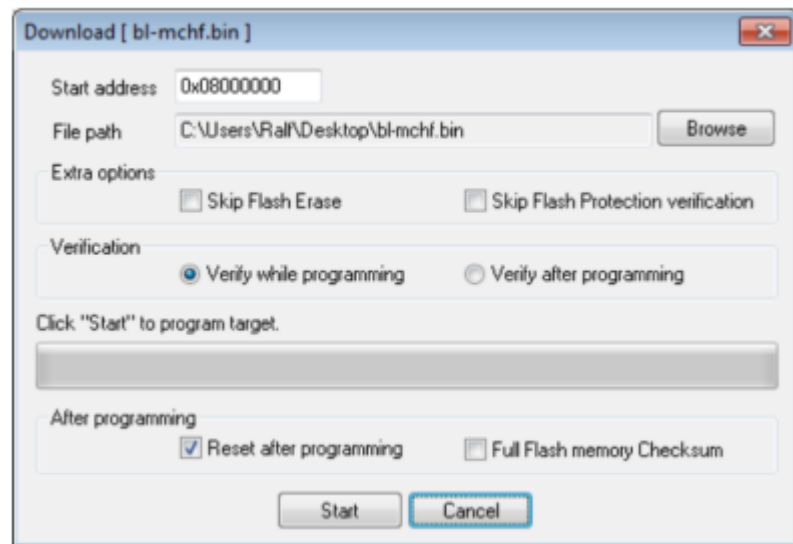 Download [ bl-mchf.bin ]
Start address 0x08000000
File path C:\Users\Ralf\Desktop\bl-mchf.bin Browse
Extra options
Skip Flash Erase Skip Flash Protection verification
Verification
Verify while programming Verify after programming
Click "Start" to program target.
After programming
Reset after programming Full Flash memory Checksum
Start Cancel